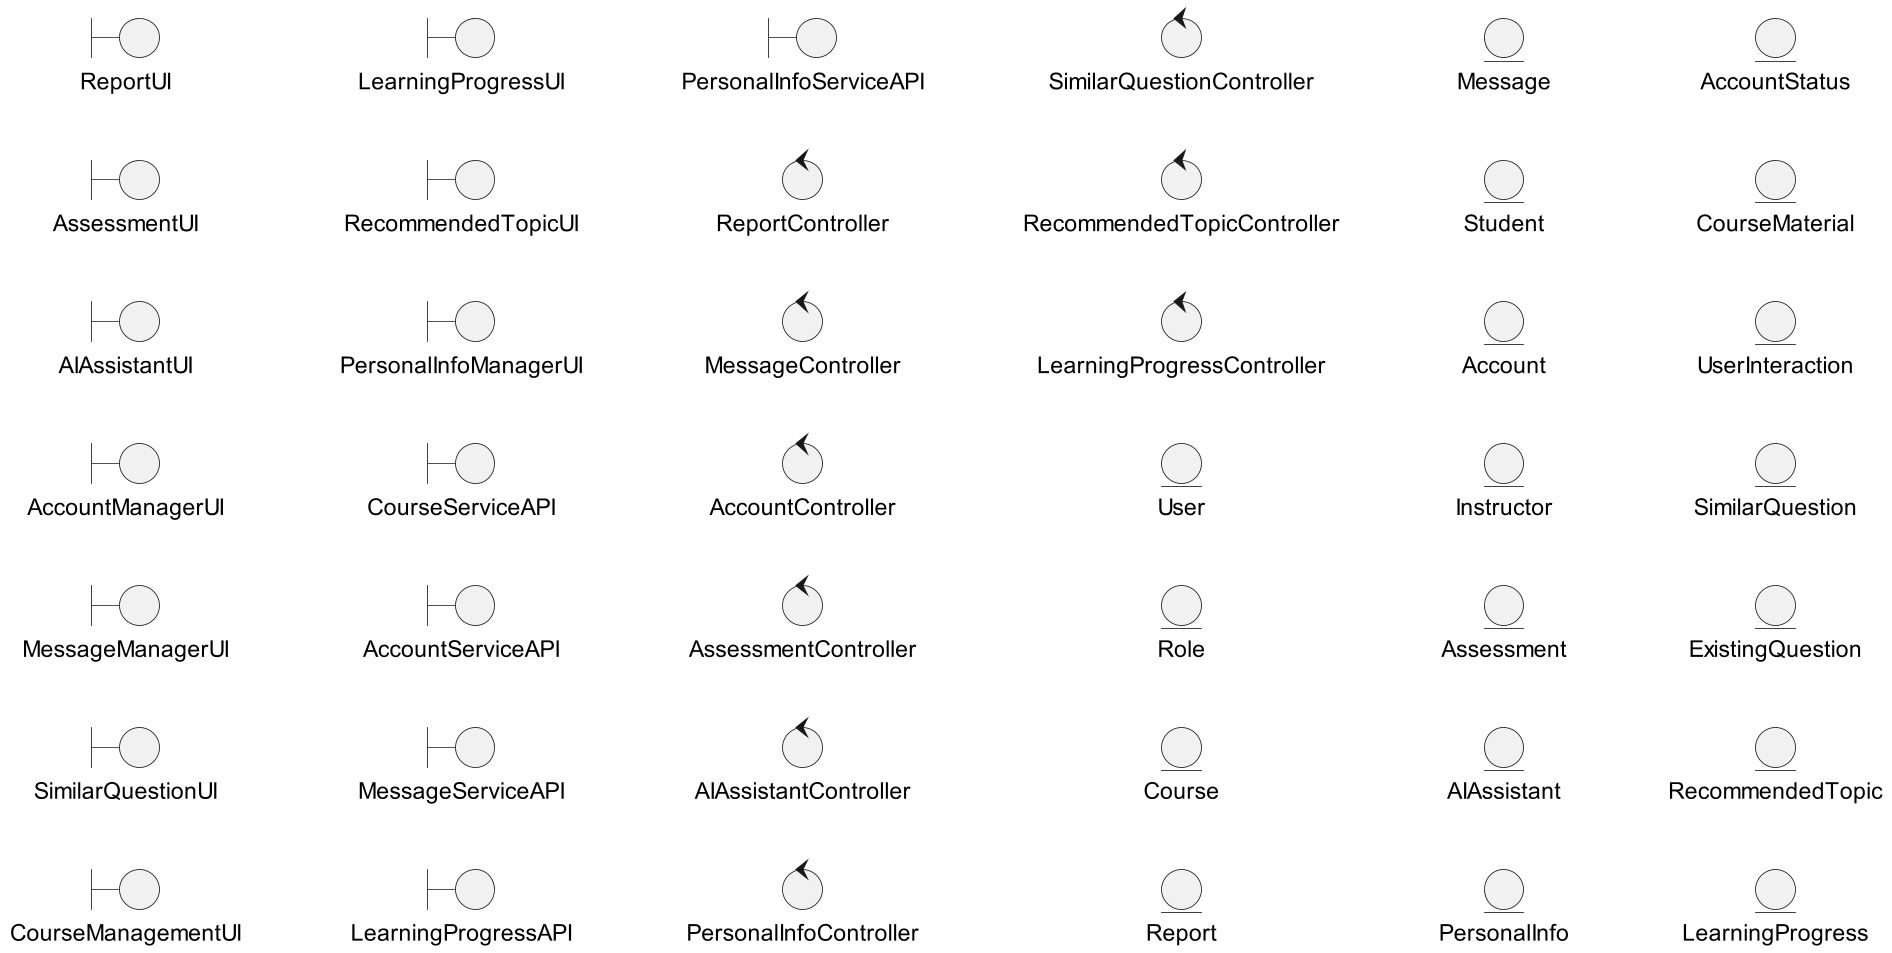 ReportUI
LearningProgressUI
PersonalInfoServiceAPI
SimilarQuestionController
Message
AccountStatus
AssessmentUI
RecommendedTopicUI
ReportController
RecommendedTopicController
Student
CourseMaterial
AIAssistantUI
PersonalInfoManagerUI
MessageController
LearningProgressController
Account
UserInteraction
AccountManagerUI
CourseServiceAPI
AccountController
User
Instructor
SimilarQuestion
MessageManagerUI
AccountServiceAPI
AssessmentController
Role
Assessment
ExistingQuestion
SimilarQuestionUI
MessageServiceAPI
AIAssistantController
Course
AIAssistant
RecommendedTopic
CourseManagementUI
LearningProgressAPI
PersonalInfoController
Report
PersonalInfo
LearningProgress